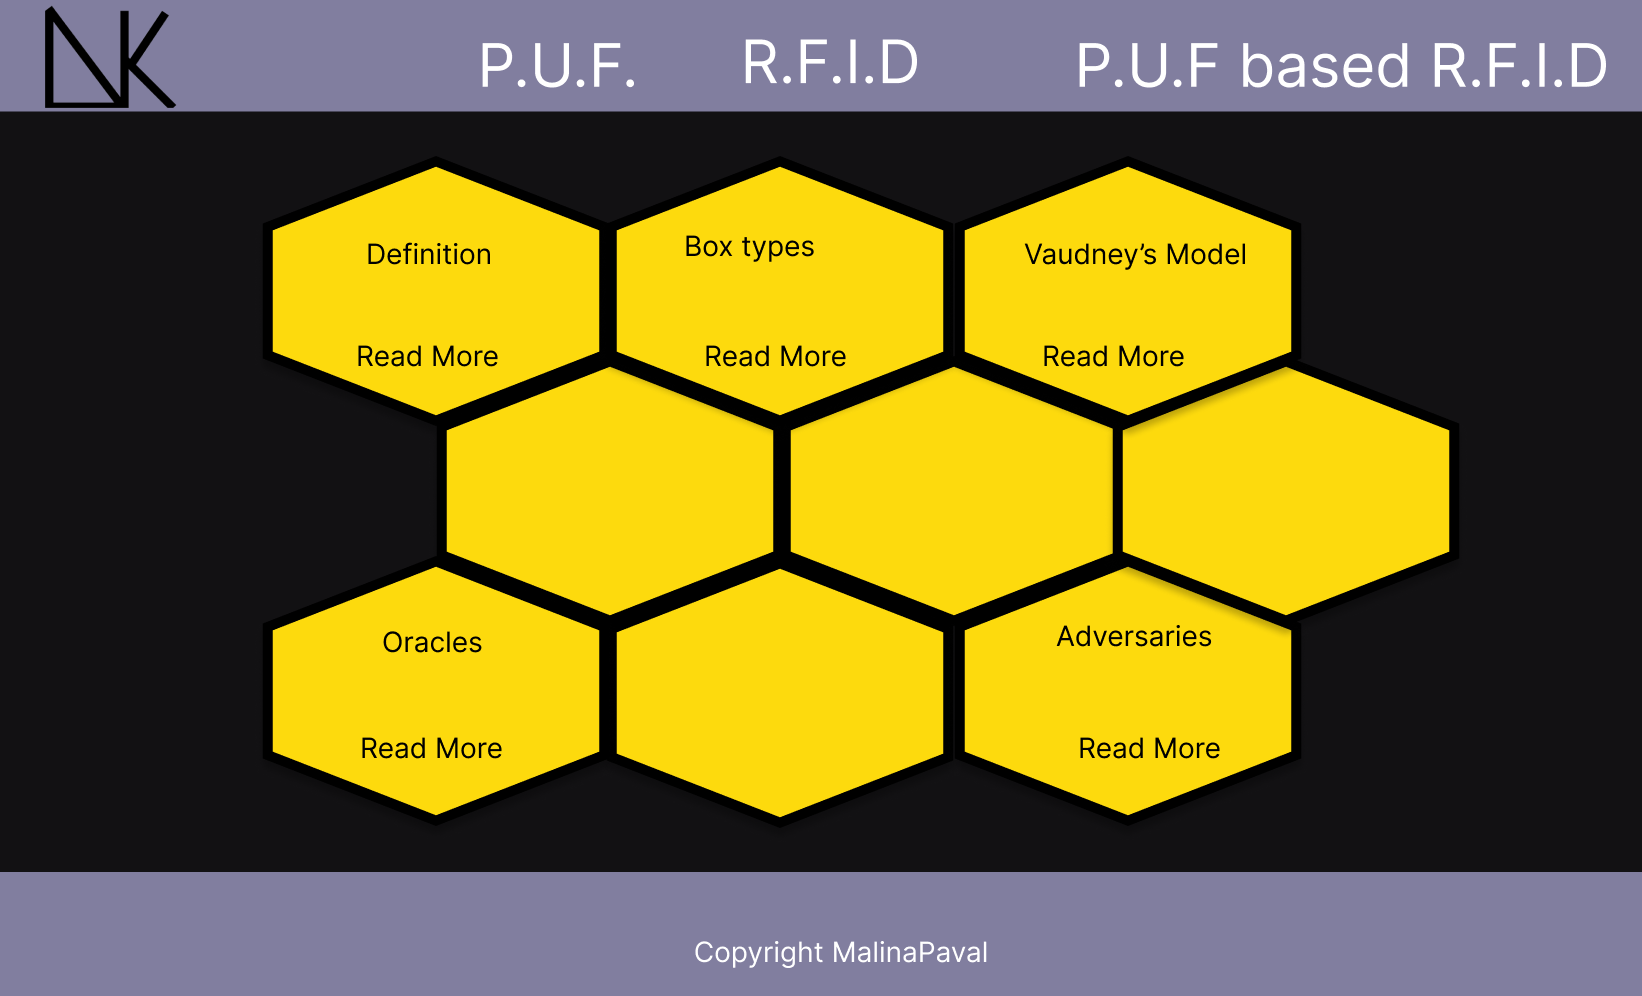 NK
P.U.F.
R.F.I.D
P.U.F based R.F.I.D
Definition
Box types
Vaudney’s Model
Read More
Read More
Read More
Oracles
Adversaries
Read More
Read More
Copyright MalinaPaval